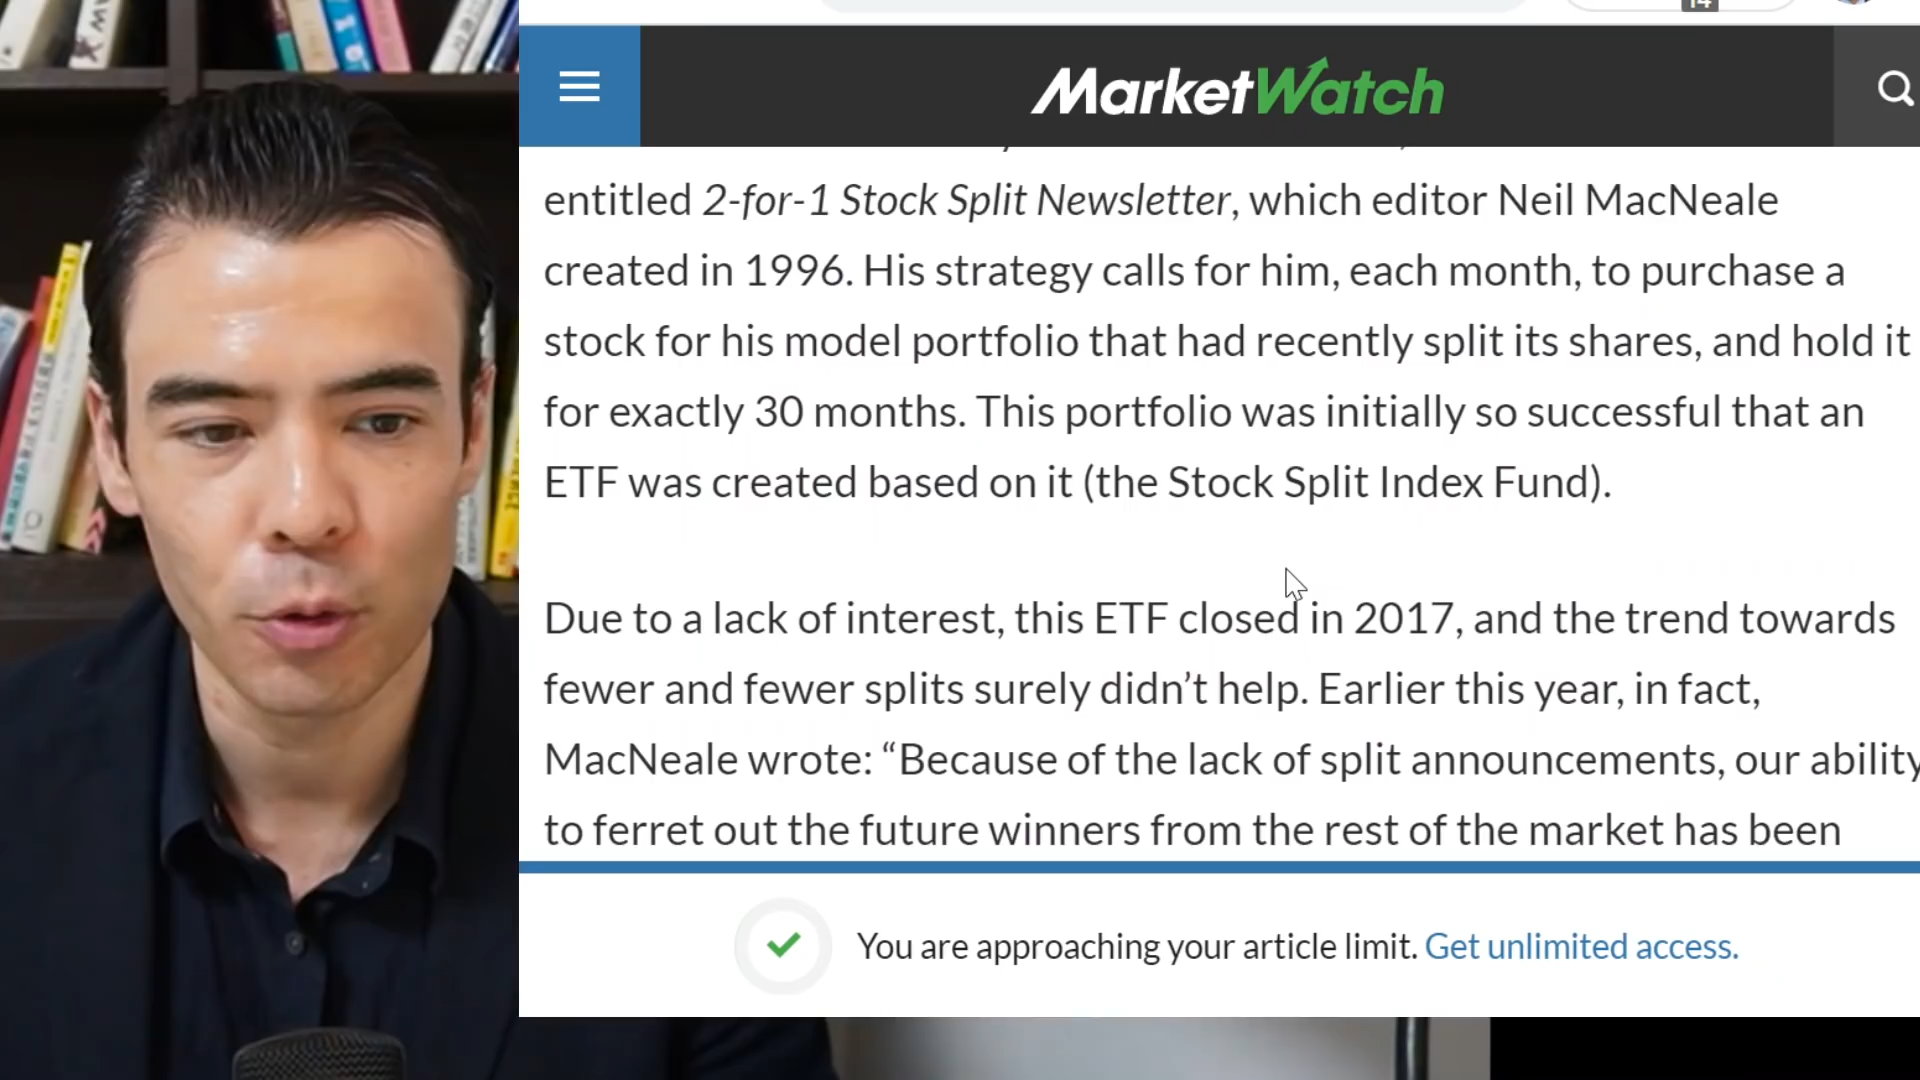 14
MarketWatch
entitled 2-for-1 Stock Split Newsletter, which editor Neil MacNeale
created in 1996. His strategy calls for him, each month, to purchase a
stock for his model portfolio that had recently split its shares, and hold it
for exactly 30 months. This portfolio was initially so successful that an
ETF was created based on it (the Stock Split Index Fund).
Due to a lack of interest, this ETF closed in 2017, and the trend towards
fewer and fewer splits surely didn’t help. Earlier this year, in fact,
MacNeale wrote: “Because of the lack of split announcements, our ability
to ferret out the future winners from the rest of the market has been
You are approaching your article limit. Get unlimited access.